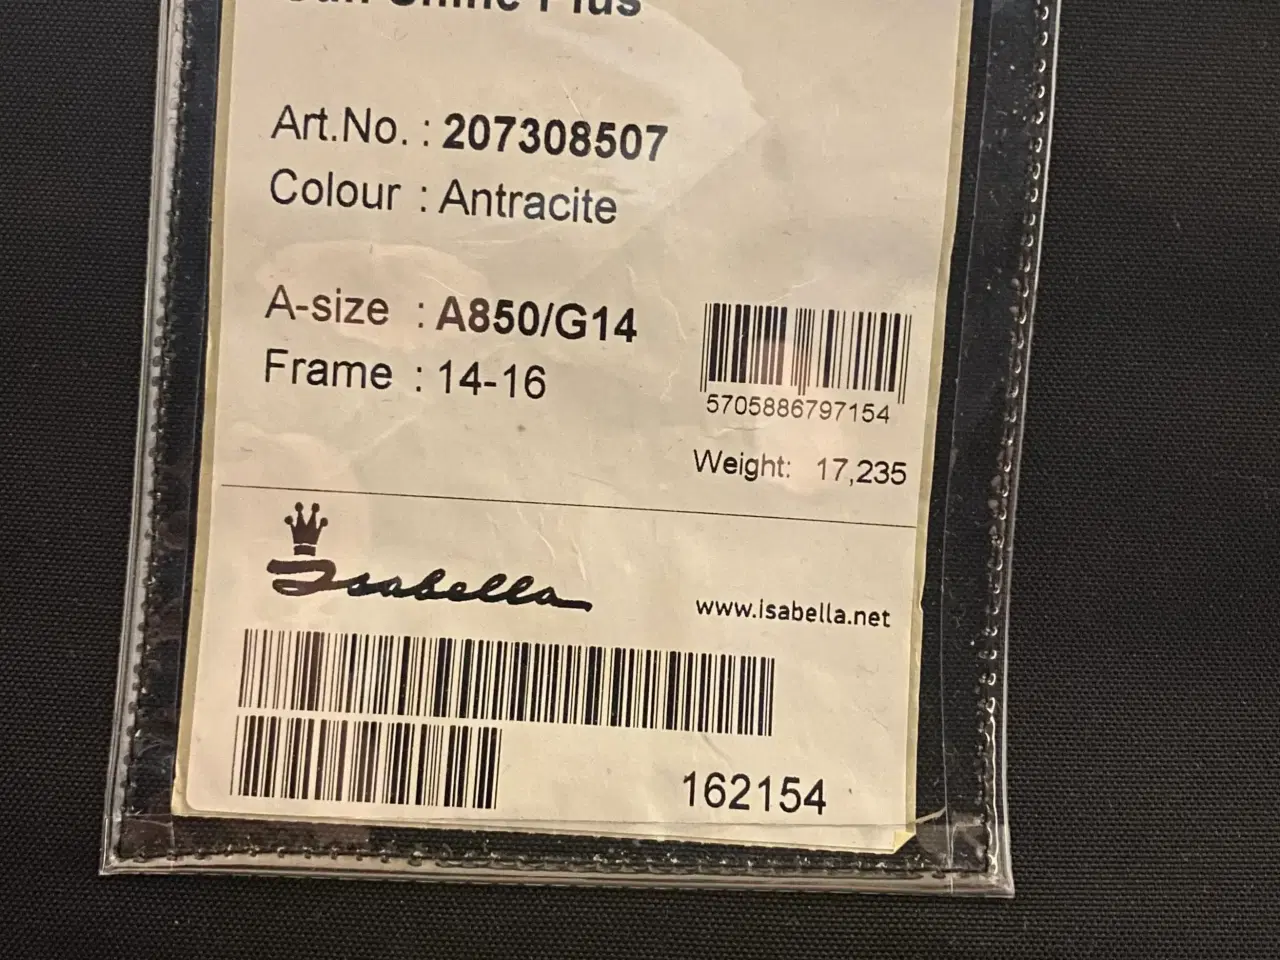 Plus
Art.No. : 207308507
Colour : Antracite
A-size : A850/G14
Frame : 14-16
5705886797154
Weight: 17,235
Isabella
www.isabella.net
162154